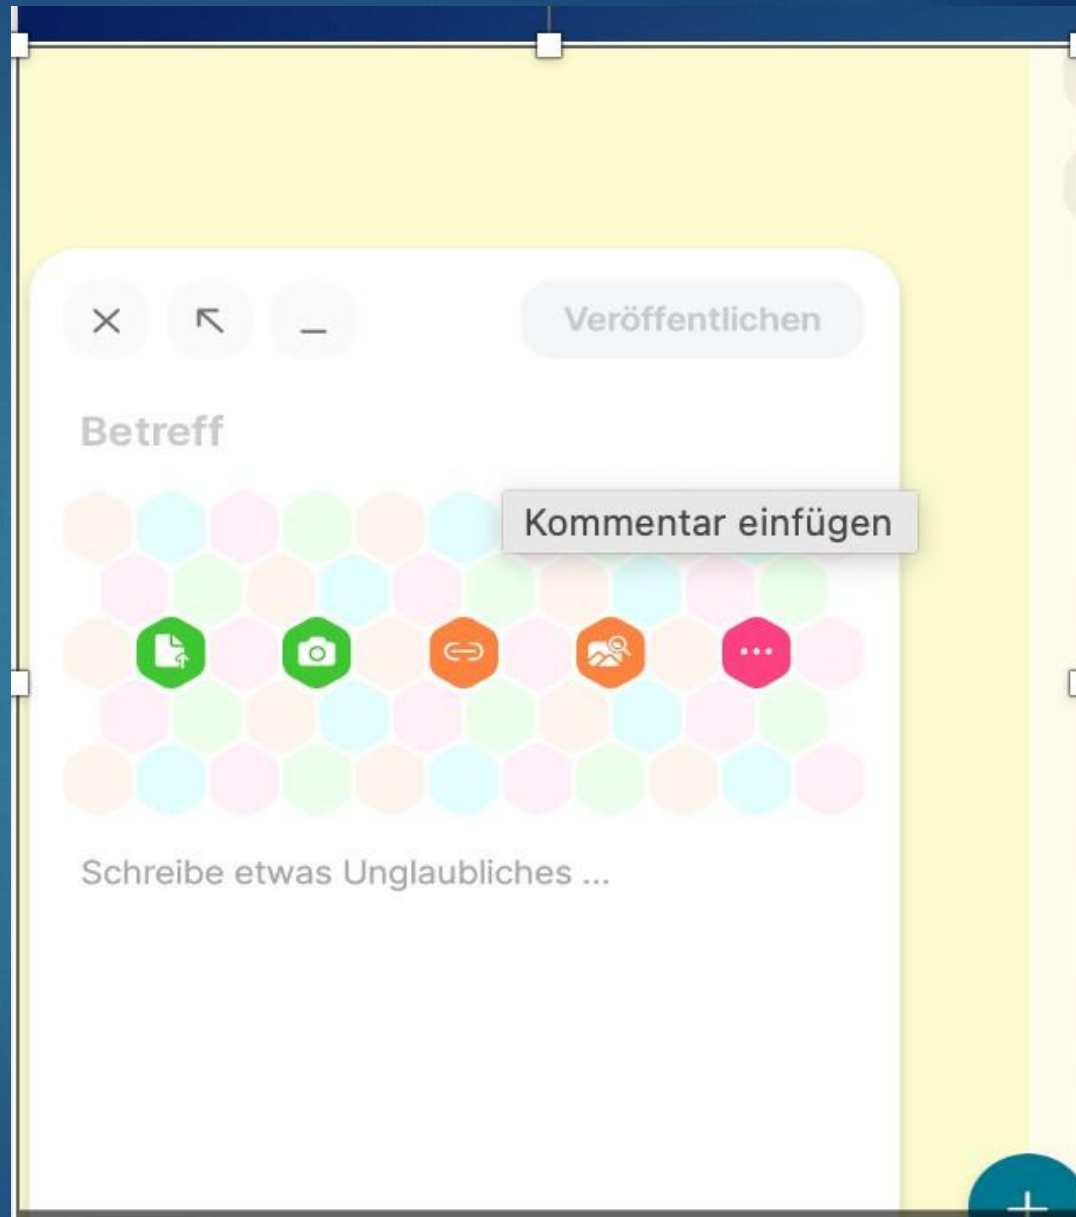 Veröffentlichen
Betreff
Kommentar einfügen
Schreibe etwas Unglaubliches ...